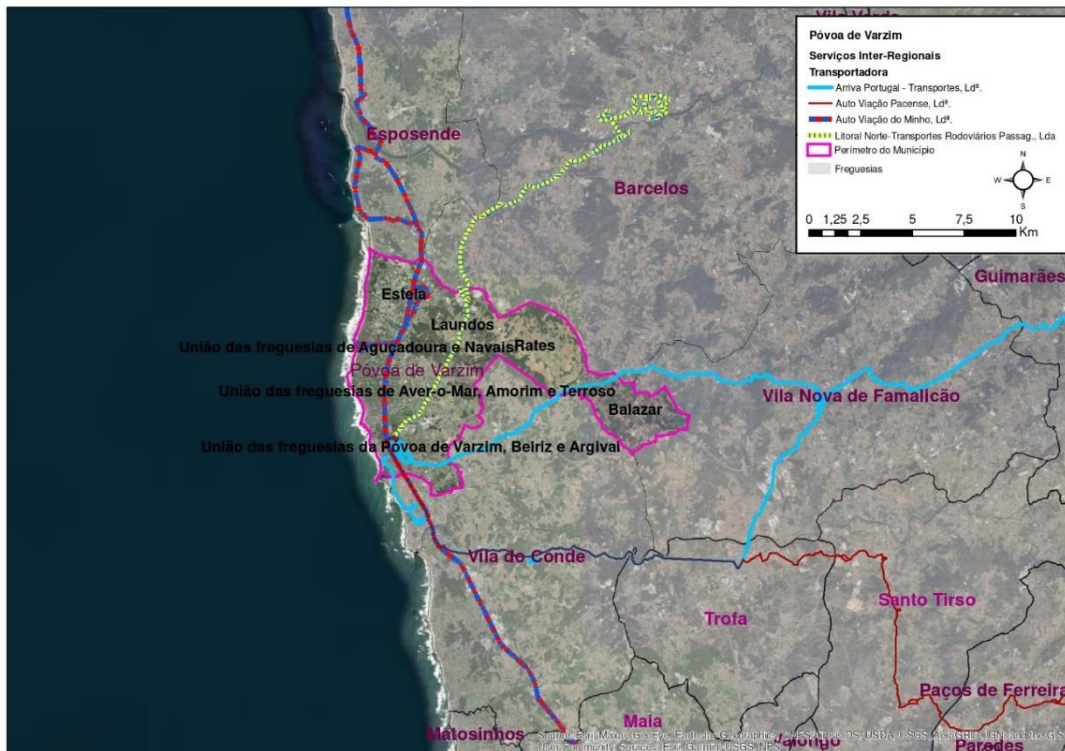 Vila Verde
Póvoa de Varzim
Serviços Inter-Regionais
Transportadora
Arriva Portugal - Transportes, Ldª.
Auto Viação Pacense, Ldª.
Auto Viação do Minho, Ldª.
Litoral Norte-Transportes Rodoviários Passag., Lda
Perímetro do Município
Freguesias
N
W E
S
0 1,25 2,5 5 7,5 10
Km
Esposende
Barcelos
Guimarães
Estela
Laundos
União das freguesias de Aguçadoura e Navais
Rates
Póvoa de Varzim
União das freguesias de Aver-o-Mar, Amorim e Terroso
Vila Nova de Famalicão
Balazar
União das freguesias da Póvoa de Varzim, Beiriz e Argivai
Vila do Conde
Santo Tirso
Trofa
Paços de Ferreira
Maia
Matosinhos
Valongo